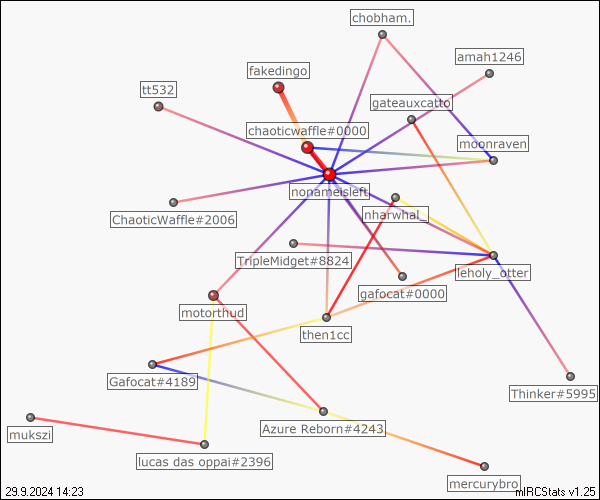 chobham.
amah1246
fakedingo
tt532
gateauxcatto
chaoticwaffle#0000
moonraven
nonameisleft
nharwhal_
ChaoticWaffle#2006
TripleMidget#8824
leholy_otter
gafocat#0000
motorthud
then1cc
Gafocat#4189
Thinker#5995
Azure Reborn#4243
mukszi
lucas das oppai#2396
mercurybro
29.9.2024 14:23
mIRCStats v1.25